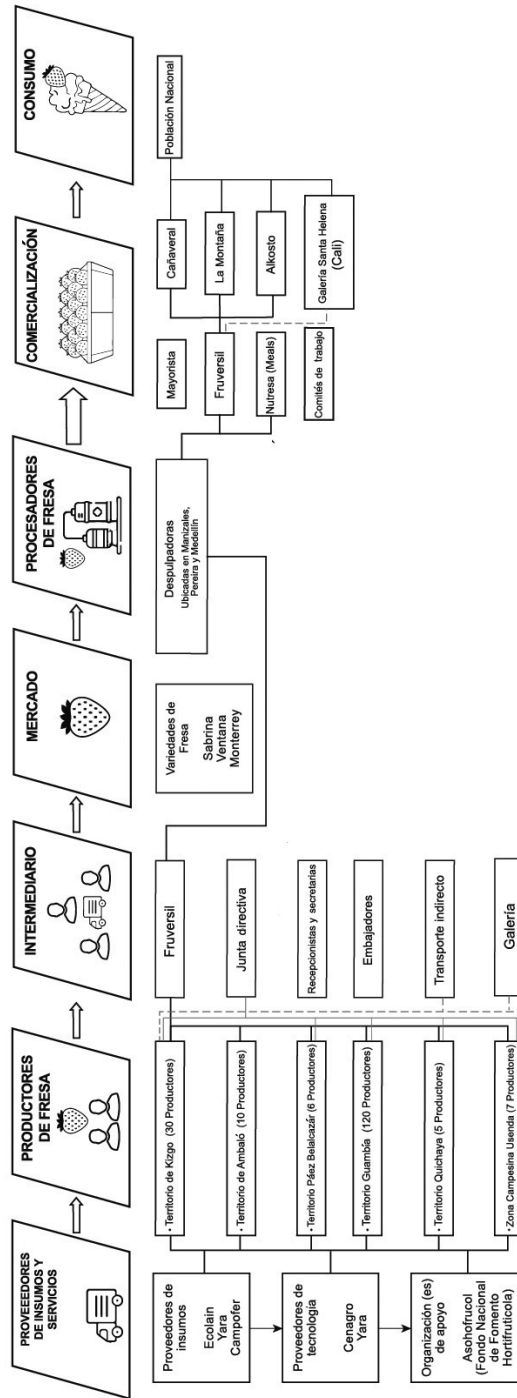 PROVEEEDORES
DE INSUMOS Y
SERVICIOS
PRODUCTORES
DE FRESA
INTERMEDIARIO
MERCADO
PROCESADORES
DE FRESA
COMERCIALIZACIÓN
CONSUMO
Proveedores de
insumos
Ecolain
Yara
Campofer
Proveedores de
tecnología
Cenagro
Yara
Organización (es)
de apoyo
Asohofrucol
(Fondo Nacional
de Fomento
Hortifrutícola)
• Territorio de Kizgo (30 Productores)
• Territorio de Ambaló (10 Productores)
• Territorio Páez Belalcazár (6 Productores)
• Territorio Guambía (120 Productores)
• Territorio Quichaya (5 Productores)
• Zona Campesina Usenda (7 Productores)
Fruversil
Junta directiva
Recepcionistas y secretarias
Embajadores
Transporte indirecto
Galería
Variedades de
Fresa
Sabrina
Ventana
Monterrey
Despulpadoras
Ubicadas en Manizales,
Pereira y Medellín
Mayorista
Fruversil
Nutresa (Meals)
Comités de trabajo
Cañaveral
La Montaña
Alkosto
Galería Santa Helena
(Cali)
Población Nacional